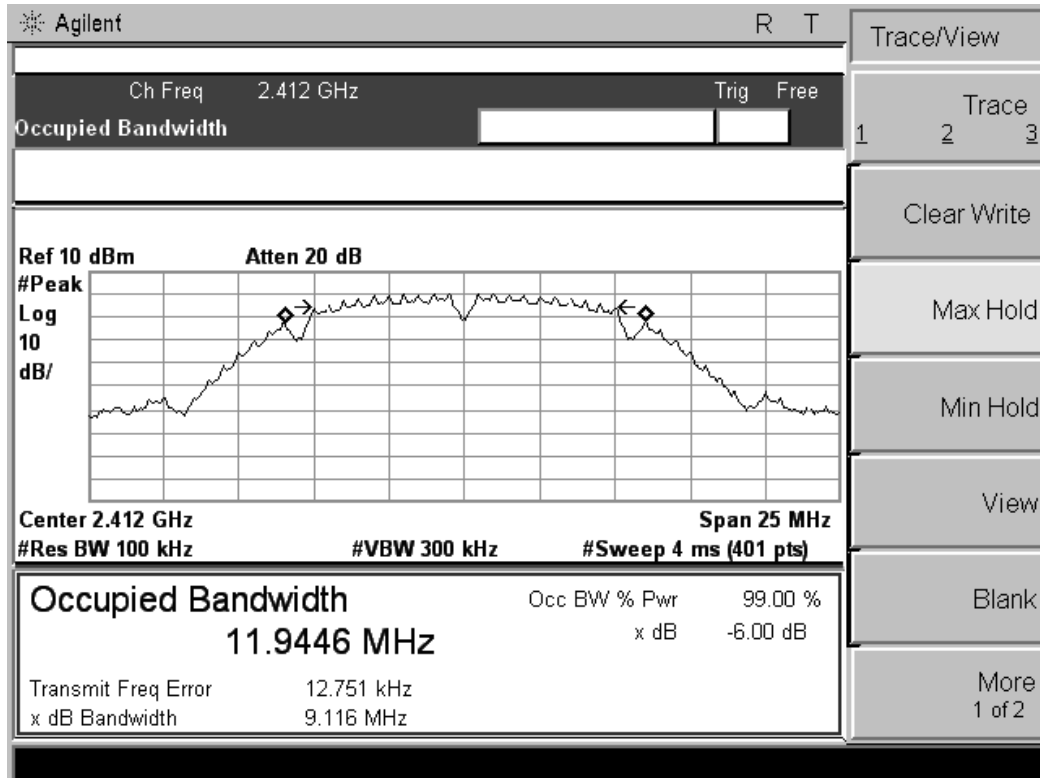 Agilent R T
Ch Freq 2.412 GHz Trig Free
Occupied Bandwidth
Ref 10 dBm Atten 20 dB
#Peak
Log
10
dB/
Center 2.412 GHz Span 25 MHz
#Res BW 100 kHz #VBW 300 kHz #Sweep 4 ms (401 pts)
Occupied Bandwidth
11.9446 MHz
Occ BW % Pwr 99.00 %
x dB -6.00 dB
Transmit Freq Error 12.751 kHz
x dB Bandwidth 9.116 MHz
Trace/View
Trace
1 2 3
Clear Write
Max Hold
Min Hold
View
Blank
More
1 of 2